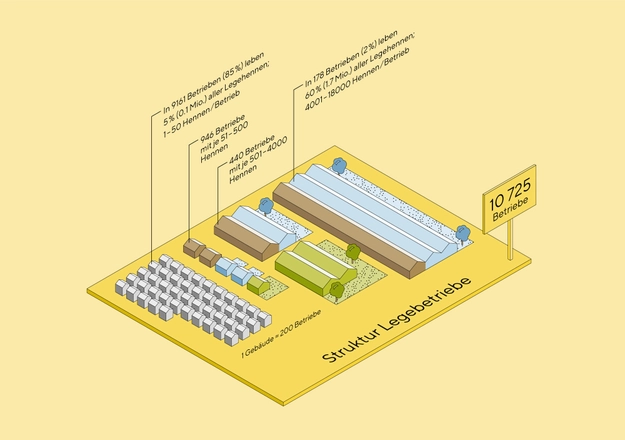 In 9161 Betrieben (85%) leben
5% (0.1 Mio.) aller Legehennen;
1–50 Hennen/Betrieb
946 Betriebe
mit je 51–500
Hennen
440 Betriebe
mit je 501–4000
Hennen
In 178 Betrieben (2%) leben
60% (1.7 Mio.) aller Legehennen;
4001–18000 Hennen/Betrieb
10 725
Betriebe
1 Gebäude = 200 Betriebe
Struktur Legebetriebe